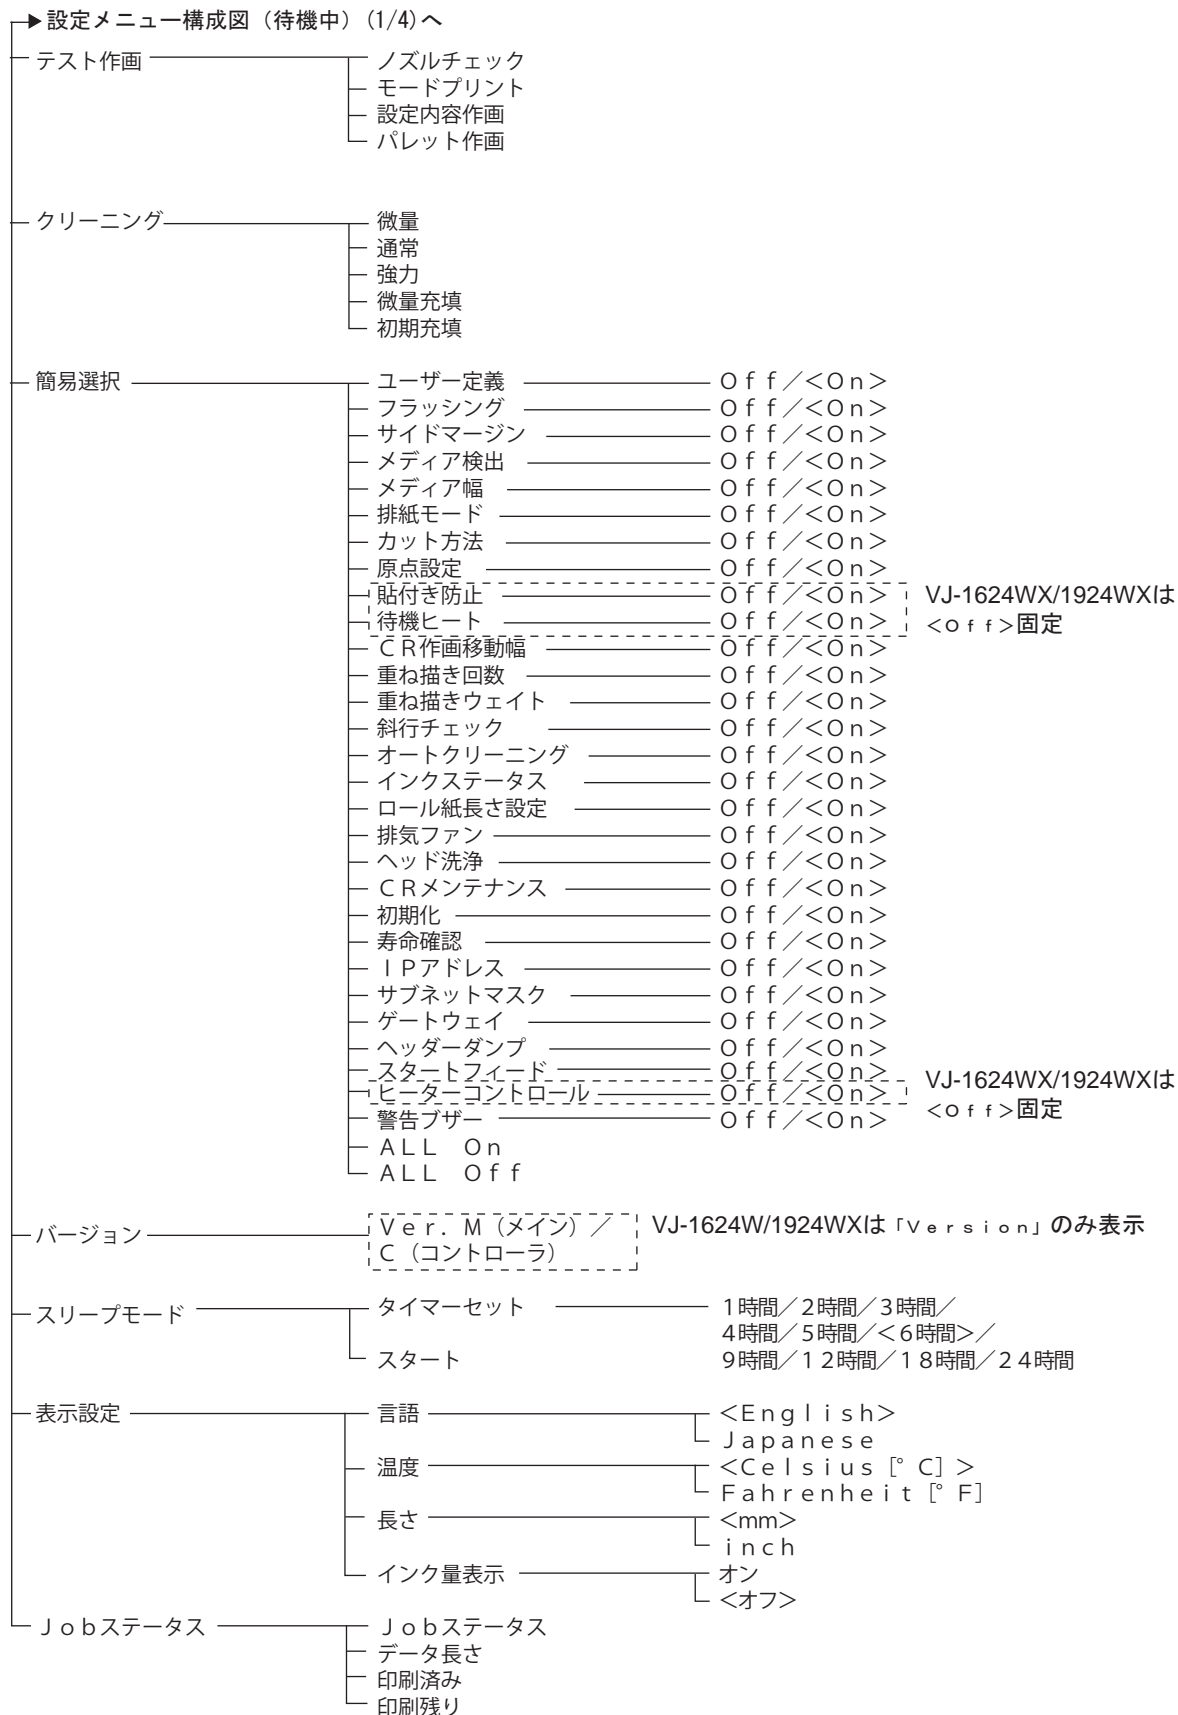 設定メニュー構成図（待機中）(1/4)へ
テスト作画 ノズルチェック
モードプリント
設定内容作画
パレット作画
クリーニング 微量
通常
強力
微量充填
初期充填
簡易選択 ユーザー定義 Ｏｆｆ／＜Ｏｎ＞
フラッシング Ｏｆｆ／＜Ｏｎ＞
サイドマージン Ｏｆｆ／＜Ｏｎ＞
メディア検出 Ｏｆｆ／＜Ｏｎ＞
メディア幅 Ｏｆｆ／＜Ｏｎ＞
排紙モード Ｏｆｆ／＜Ｏｎ＞
カット方法 Ｏｆｆ／＜Ｏｎ＞
原点設定 Ｏｆｆ／＜Ｏｎ＞
貼付き防止 Ｏｆｆ／＜Ｏｎ＞ VJ-1624WX/1924WXは
待機ヒート Ｏｆｆ／＜Ｏｎ＞ ＜Ｏｆｆ＞固定
ＣＲ作画移動幅 Ｏｆｆ／＜Ｏｎ＞
重ね描き回数 Ｏｆｆ／＜Ｏｎ＞
重ね描きウェイト Ｏｆｆ／＜Ｏｎ＞
斜行チェック Ｏｆｆ／＜Ｏｎ＞
オートクリーニング Ｏｆｆ／＜Ｏｎ＞
インクステータス Ｏｆｆ／＜Ｏｎ＞
ロール紙長さ設定 Ｏｆｆ／＜Ｏｎ＞
排気ファン Ｏｆｆ／＜Ｏｎ＞
ヘッド洗浄 Ｏｆｆ／＜Ｏｎ＞
ＣＲメンテナンス Ｏｆｆ／＜Ｏｎ＞
初期化 Ｏｆｆ／＜Ｏｎ＞
寿命確認 Ｏｆｆ／＜Ｏｎ＞
ＩＰアドレス Ｏｆｆ／＜Ｏｎ＞
サブネットマスク Ｏｆｆ／＜Ｏｎ＞
ゲートウェイ Ｏｆｆ／＜Ｏｎ＞
ヘッダーダンプ Ｏｆｆ／＜Ｏｎ＞
スタートフィード Ｏｆｆ／＜Ｏｎ＞
ヒーターコントロール Ｏｆｆ／＜Ｏｎ＞ VJ-1624WX/1924WXは
＜Ｏｆｆ＞固定
警告ブザー Ｏｆｆ／＜Ｏｎ＞
ＡＬＬ　Ｏｎ
ＡＬＬ　Ｏｆｆ
バージョン Ｖｅｒ．Ｍ（メイン）／ VJ-1624W/1924WXは「Ｖｅｒｓｉｏｎ」のみ表示
Ｃ（コントローラ）
スリープモード タイマーセット １時間／２時間／３時間／
４時間／５時間／＜６時間＞／
スタート ９時間／１２時間／１８時間／２４時間
表示設定 言語 ＜Ｅｎｇｌｉｓｈ＞
Ｊａｐａｎｅｓｅ
温度 ＜Ｃｅｌｓｉｕｓ［°Ｃ］＞
Ｆａｈｒｅｎｈｅｉｔ［°Ｆ］
長さ ＜mm＞
ｉｎｃｈ
インク量表示 オン
＜オフ＞
Ｊｏｂステータス Ｊｏｂステータス
データ長さ
印刷済み
印刷残り